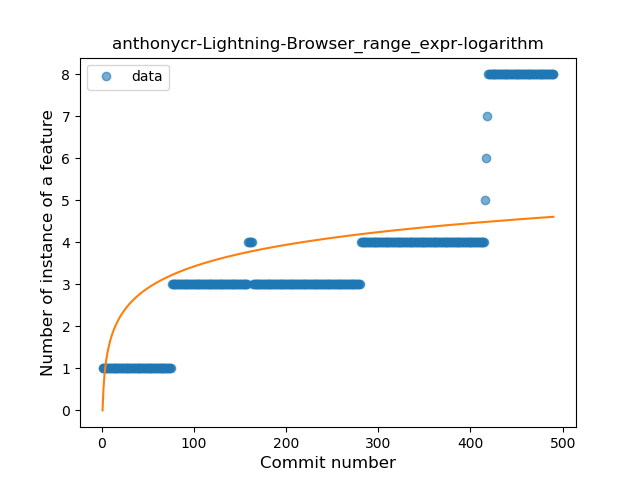 anthonycr-Lightning-Browser_range_expr-logarithm
data
Number of instance of a feature
8
7
6
5
4
3
2
1
0
0 100 200 300 400 500
Commit number